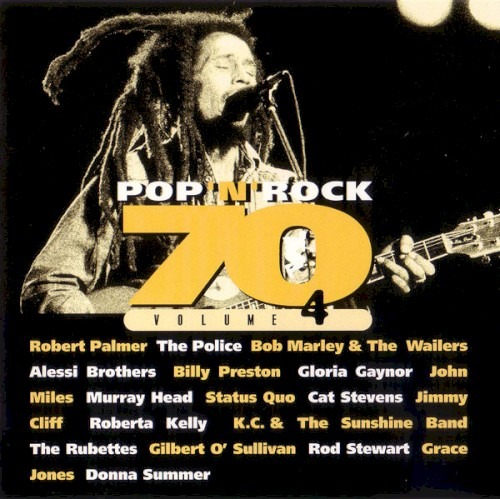 POP 'N' ROCK
70
VOLUME 4
Robert Palmer The Police Bob Marley & The Wailers
Alessi Brothers Billy Preston Gloria Gaynor John
Miles Murray Head Status Quo Cat Stevens Jimmy
Cliff Roberta Kelly K.C. & The Sunshine Band
The Rubettes Gilbert O' Sullivan Rod Stewart Grace
Jones Donna Summer